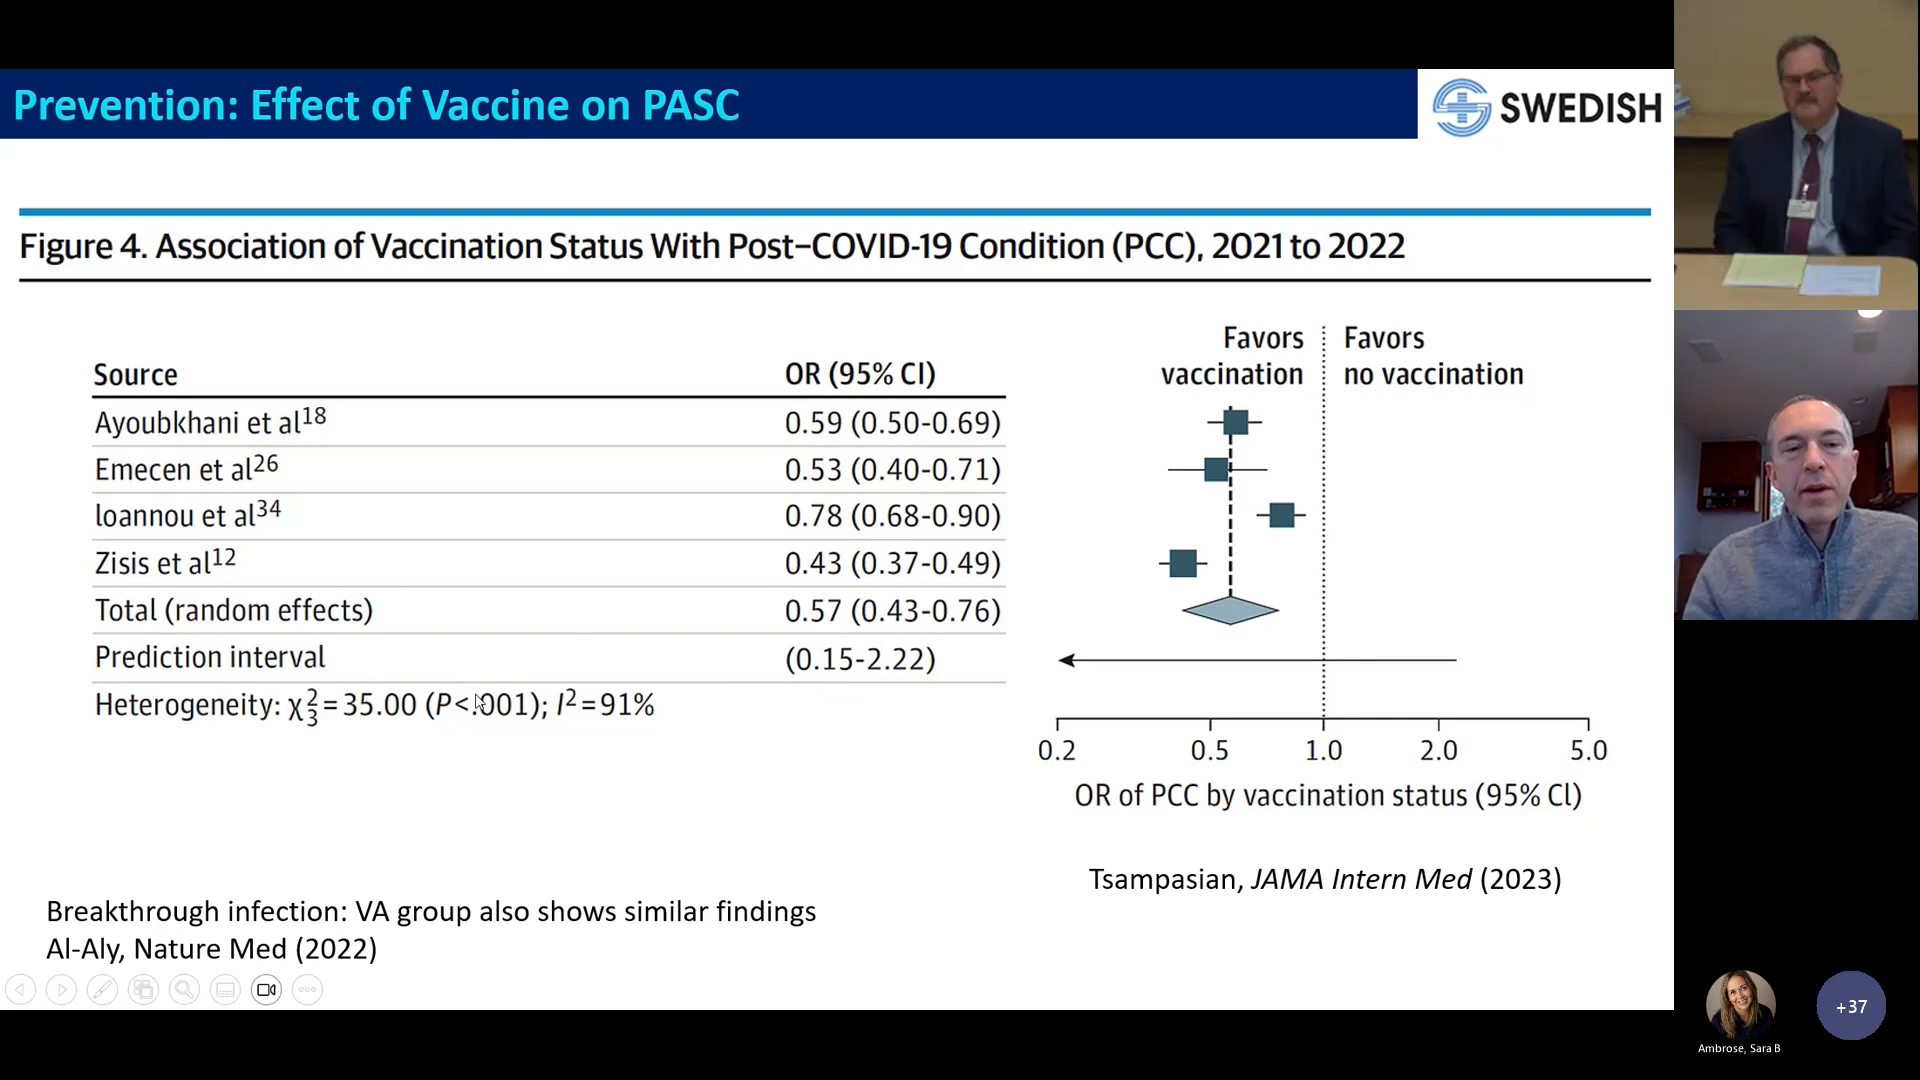 Prevention: Effect of Vaccine on PASC
SWEDISH
Figure 4. Association of Vaccination Status With Post–COVID-19 Condition (PCC), 2021 to 2022
Source OR (95% CI)
Ayoubkhani et al18 0.59 (0.50-0.69)
Emecen et al26 0.53 (0.40-0.71)
Ioannou et al34 0.78 (0.68-0.90)
Zisis et al12 0.43 (0.37-0.49)
Total (random effects) 0.57 (0.43-0.76)
Prediction interval (0.15-2.22)
Heterogeneity: χ²₃ = 35.00 (P<.001); I² = 91%
Favors vaccination
Favors no vaccination
0.2 0.5 1.0 2.0 5.0
OR of PCC by vaccination status (95% Cl)
Tsampasian, JAMA Intern Med (2023)
Breakthrough infection: VA group also shows similar findings
Al-Aly, Nature Med (2022)
+37
Ambrose, Sara B